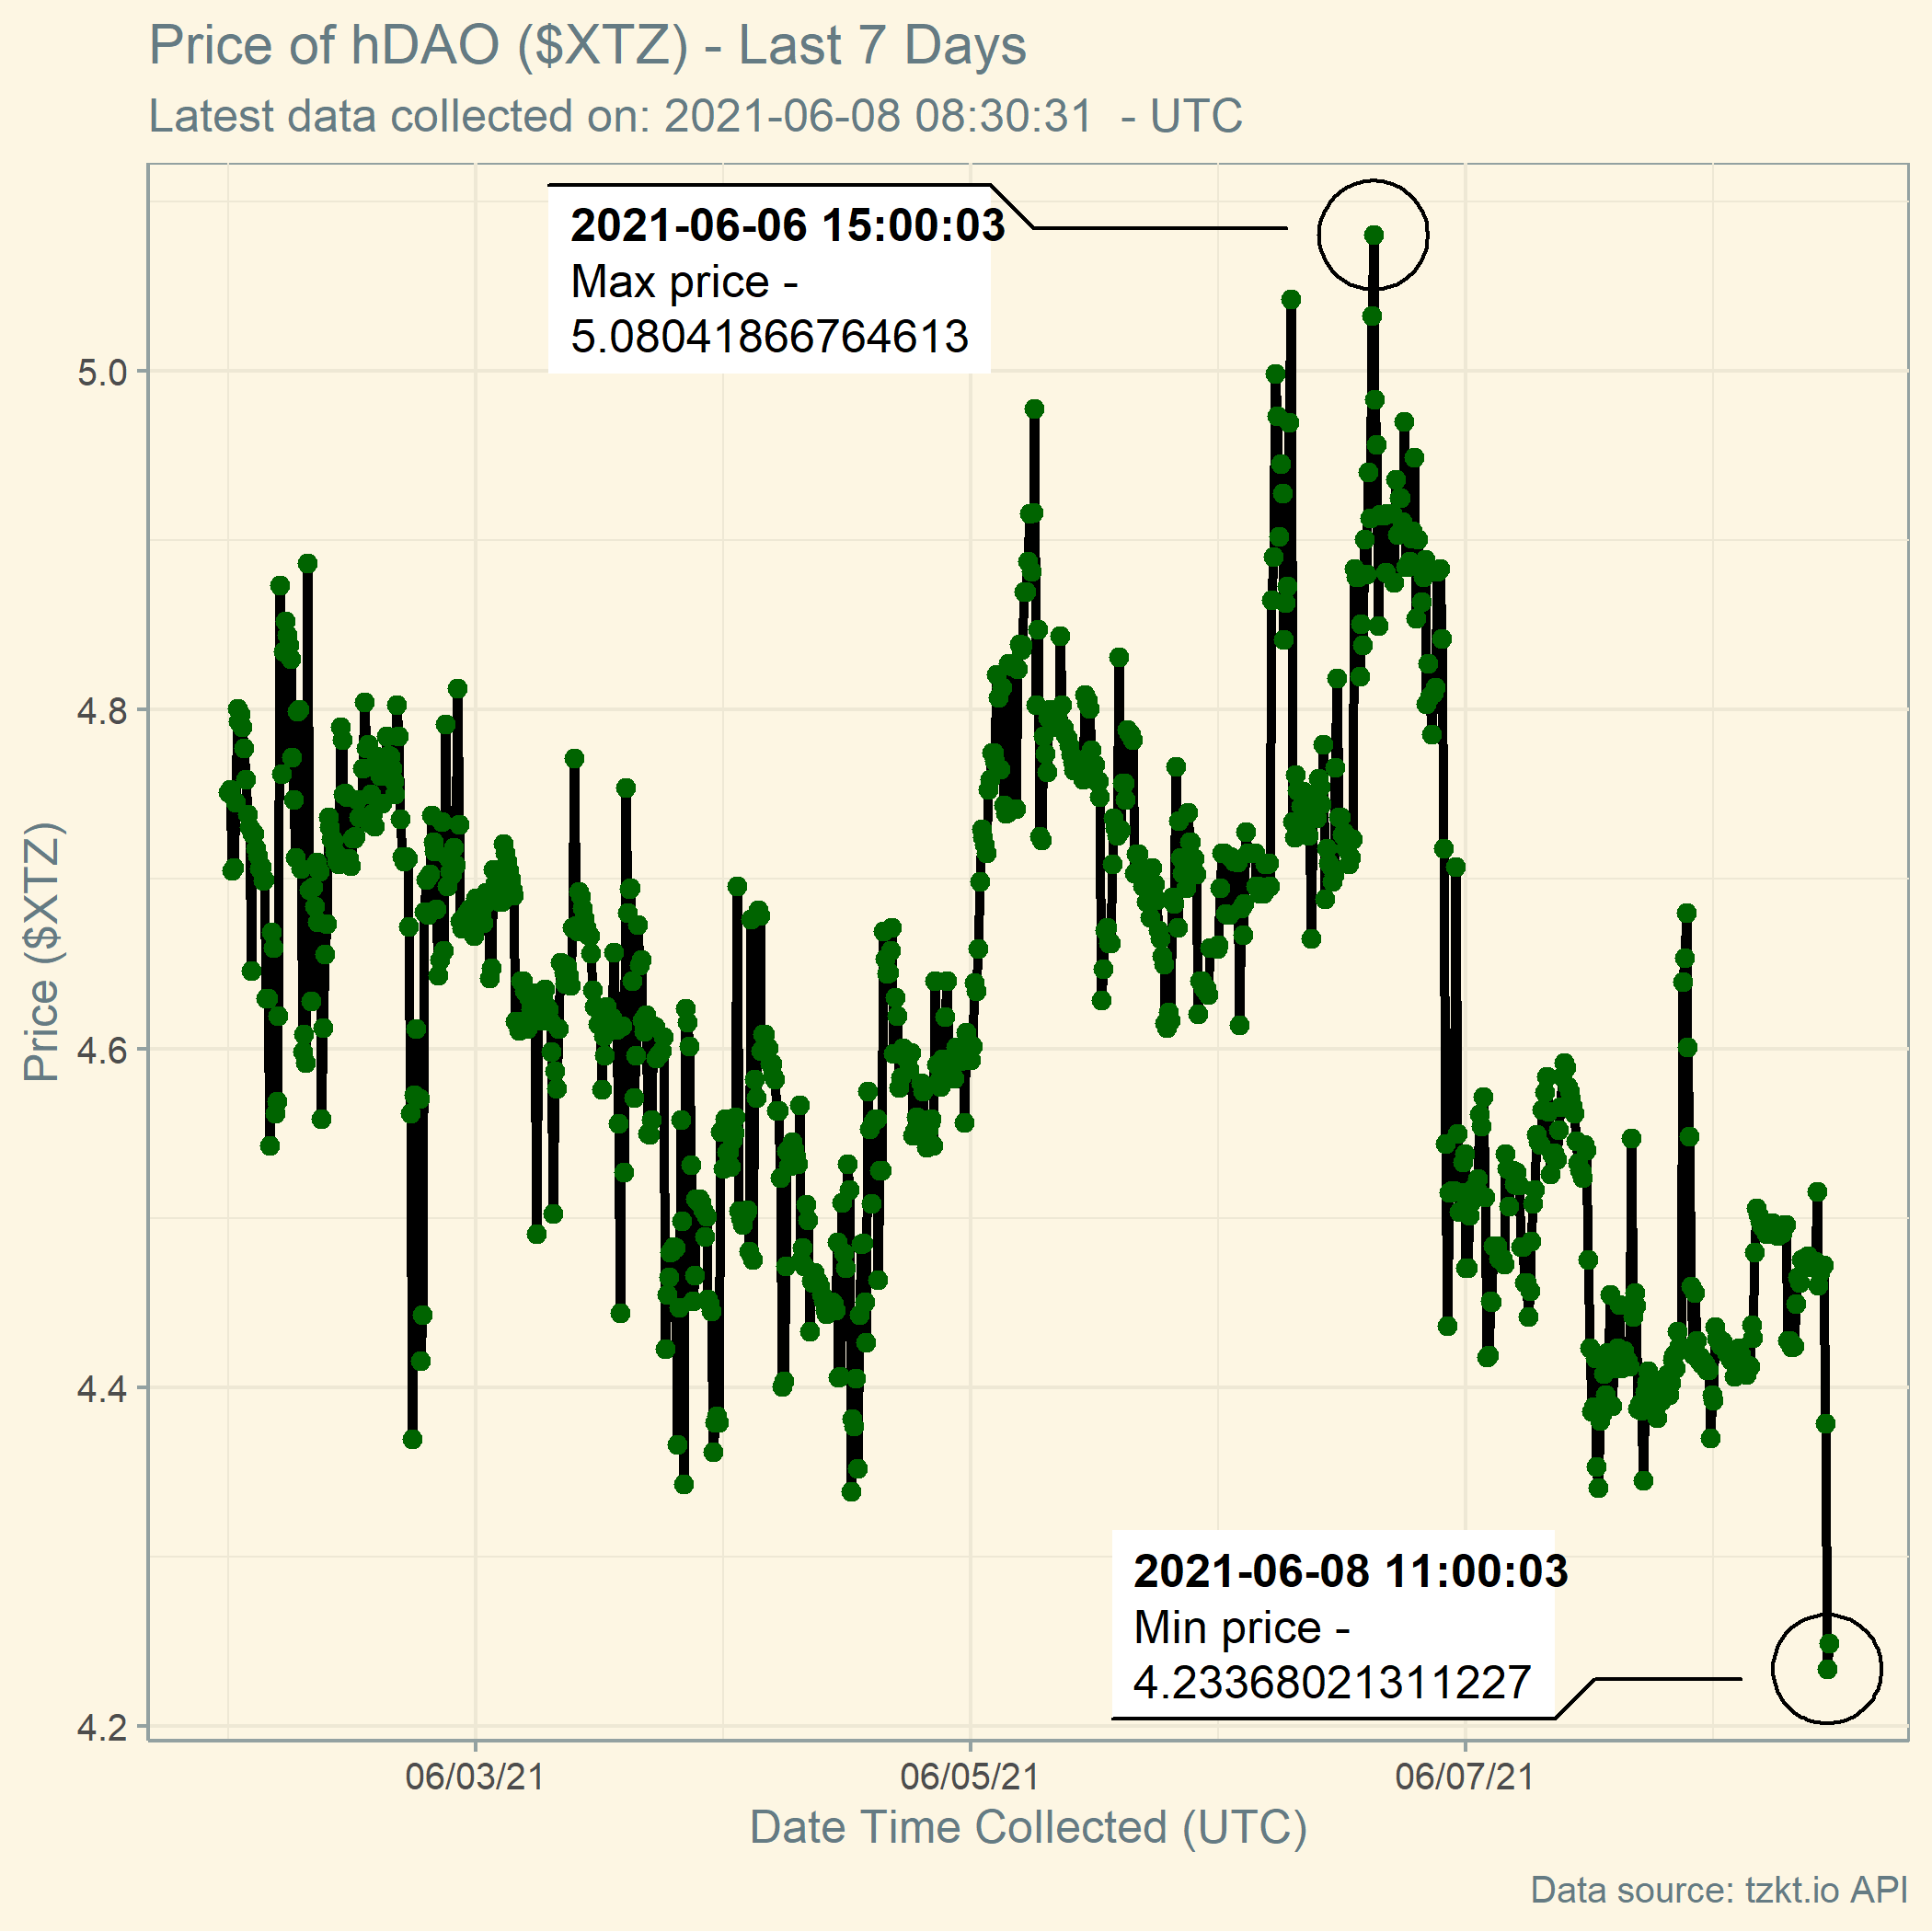 Price of hDAO ($XTZ) - Last 7 Days
Latest data collected on: 2021-06-08 08:30:31  - UTC
2021-06-06 15:00:03
Max price -
5.08041866764613
5.0
4.8
4.6
4.4
4.2
Price ($XTZ)
2021-06-08 11:00:03
Min price -
4.23368021311227
06/03/21
06/05/21
06/07/21
Date Time Collected (UTC)
Data source: tzkt.io API